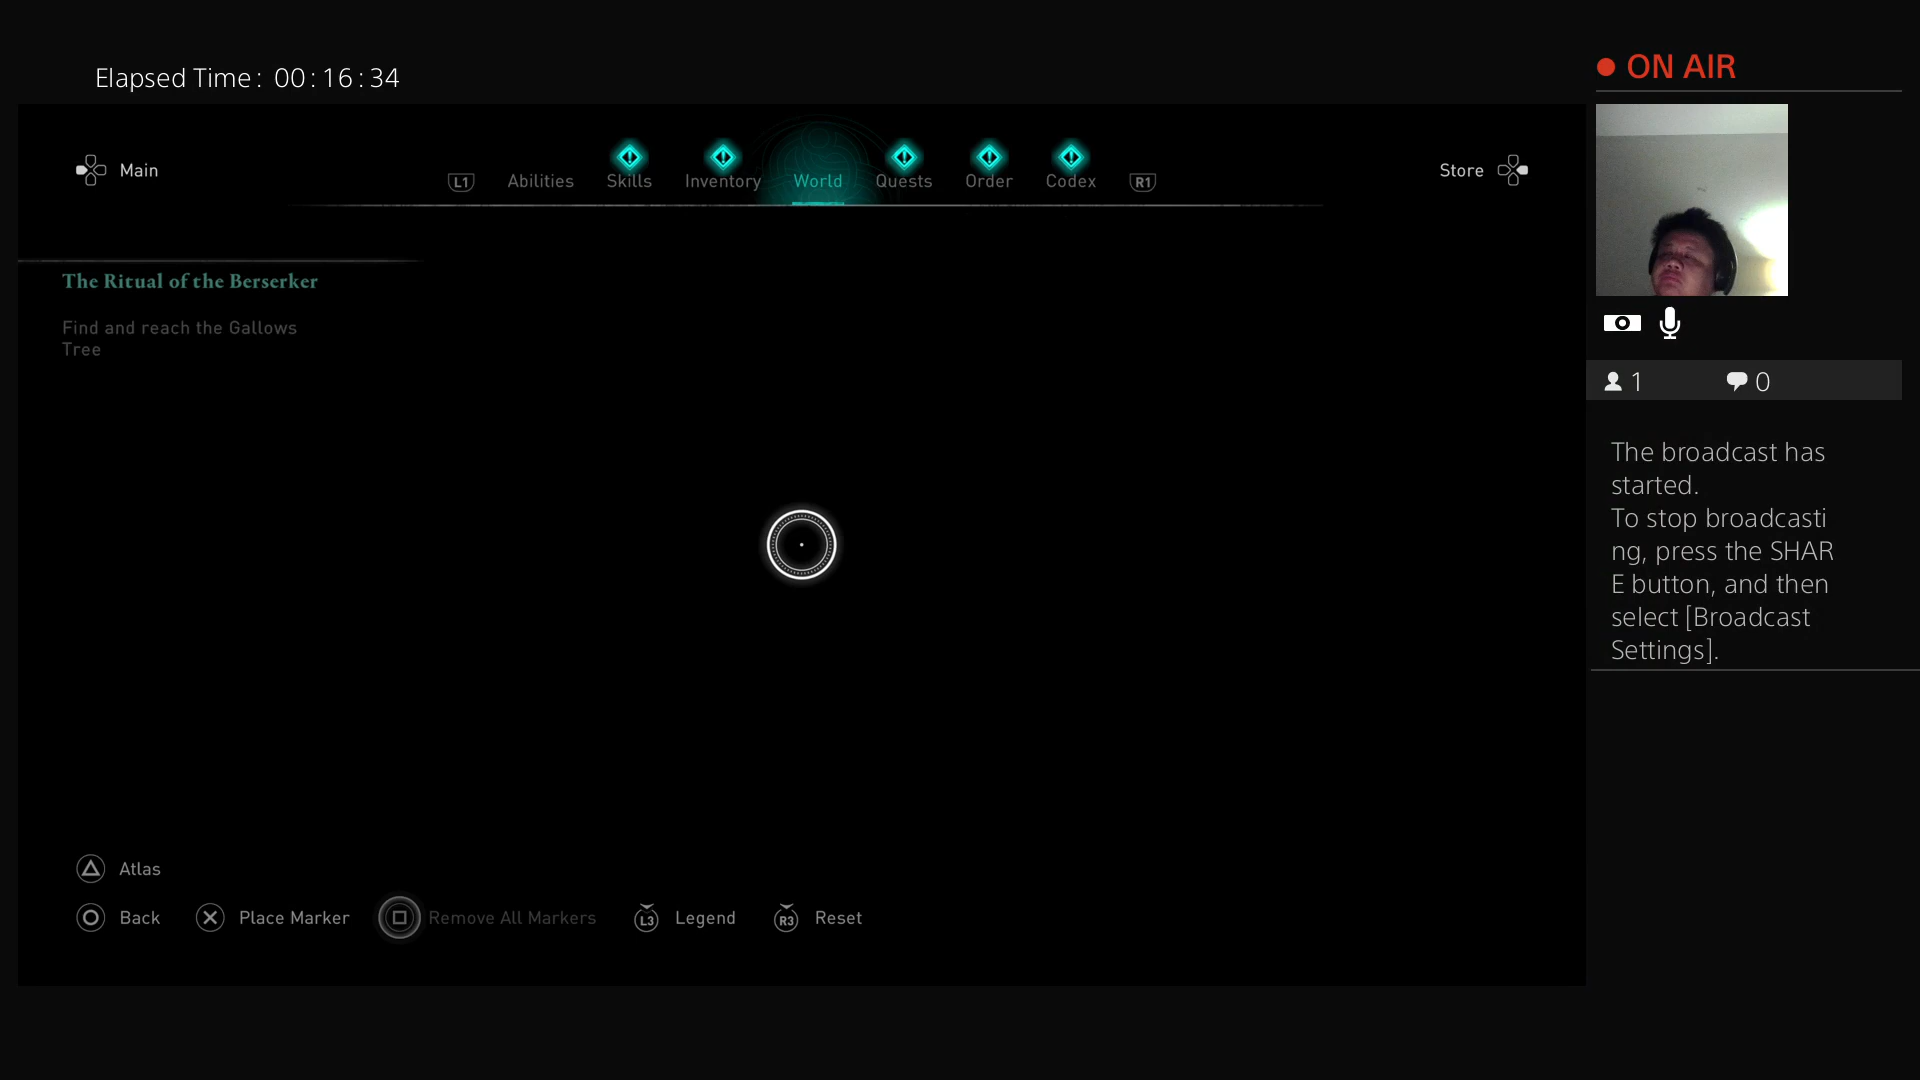 Elapsed Time: 00:16:34
ON AIR
Main
L1 Abilities Skills Inventory World Quests Order Codex R1
Store
The Ritual of the Berserker
Find and reach the Gallows
Tree
1 0
The broadcast has
started.
To stop broadcasti
ng, press the SHAR
E button, and then
select [Broadcast
Settings].
Atlas
Back Place Marker Remove All Markers L3 Legend R3 Reset